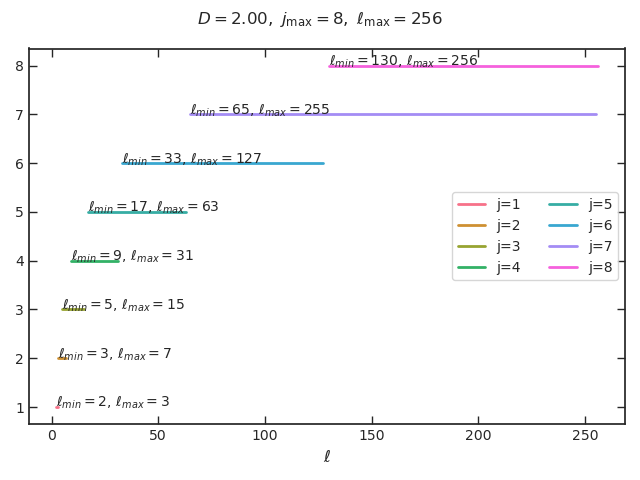 D = 2.00, j_max = 8, ℓ_max = 256
8
ℓ_min = 130, ℓ_max = 256
7
ℓ_min = 65, ℓ_max = 255
6
ℓ_min = 33, ℓ_max = 127
5
ℓ_min = 17, ℓ_max = 63
4
ℓ_min = 9, ℓ_max = 31
3
ℓ_min = 5, ℓ_max = 15
2
ℓ_min = 3, ℓ_max = 7
1
ℓ_min = 2, ℓ_max = 3
j=1 j=5
j=2 j=6
j=3 j=7
j=4 j=8
0 50 100 150 200 250
ℓ